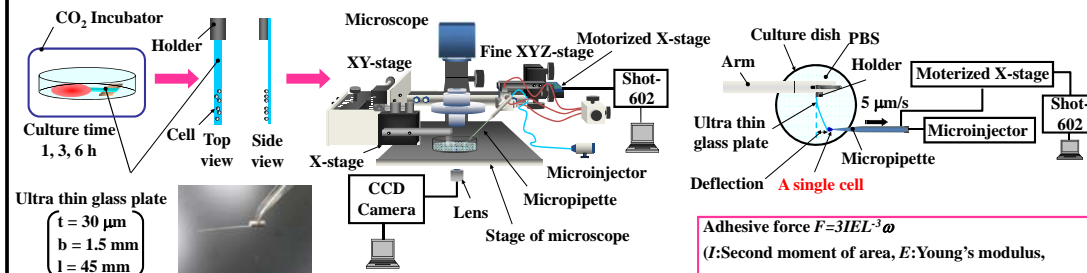 CO2 Incubator
Holder
Cell
Top
view
Side
view
Culture time
1, 3, 6 h
Ultra thin glass plate
t = 30 μm
b = 1.5 mm
l = 45 mm
Microscope
XY-stage
Fine XYZ-stage
Motorized X-stage
Shot-
602
X-stage
CCD
Camera
Lens
Microinjector
Micropipette
Stage of microscope
Culture dish
PBS
Arm
Holder
Moterized X-stage
5 μm/s
Shot-
602
Ultra thin
glass plate
Microinjector
Micropipette
Deflection
A single cell
Adhesive force F=3IEL-3ω
(I:Second moment of area, E:Young's modulus,